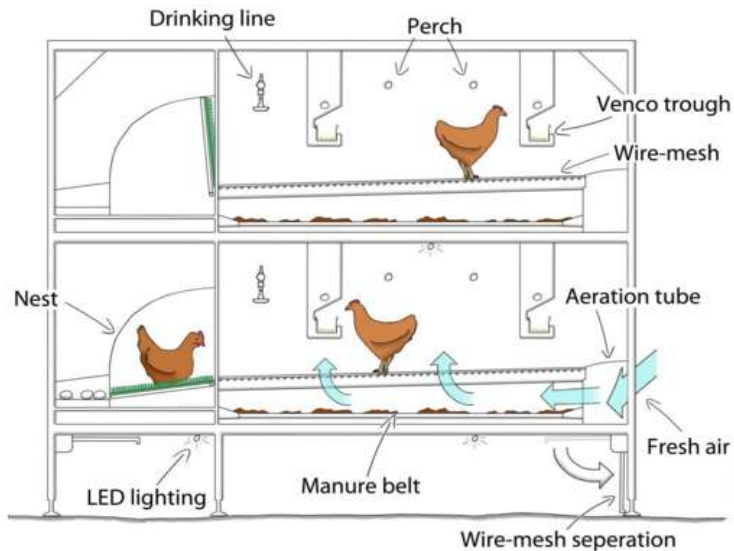 Drinking line
Perch
Venco trough
Wire-mesh
Nest
Aeration tube
Fresh air
LED lighting
Manure belt
Wire-mesh seperation